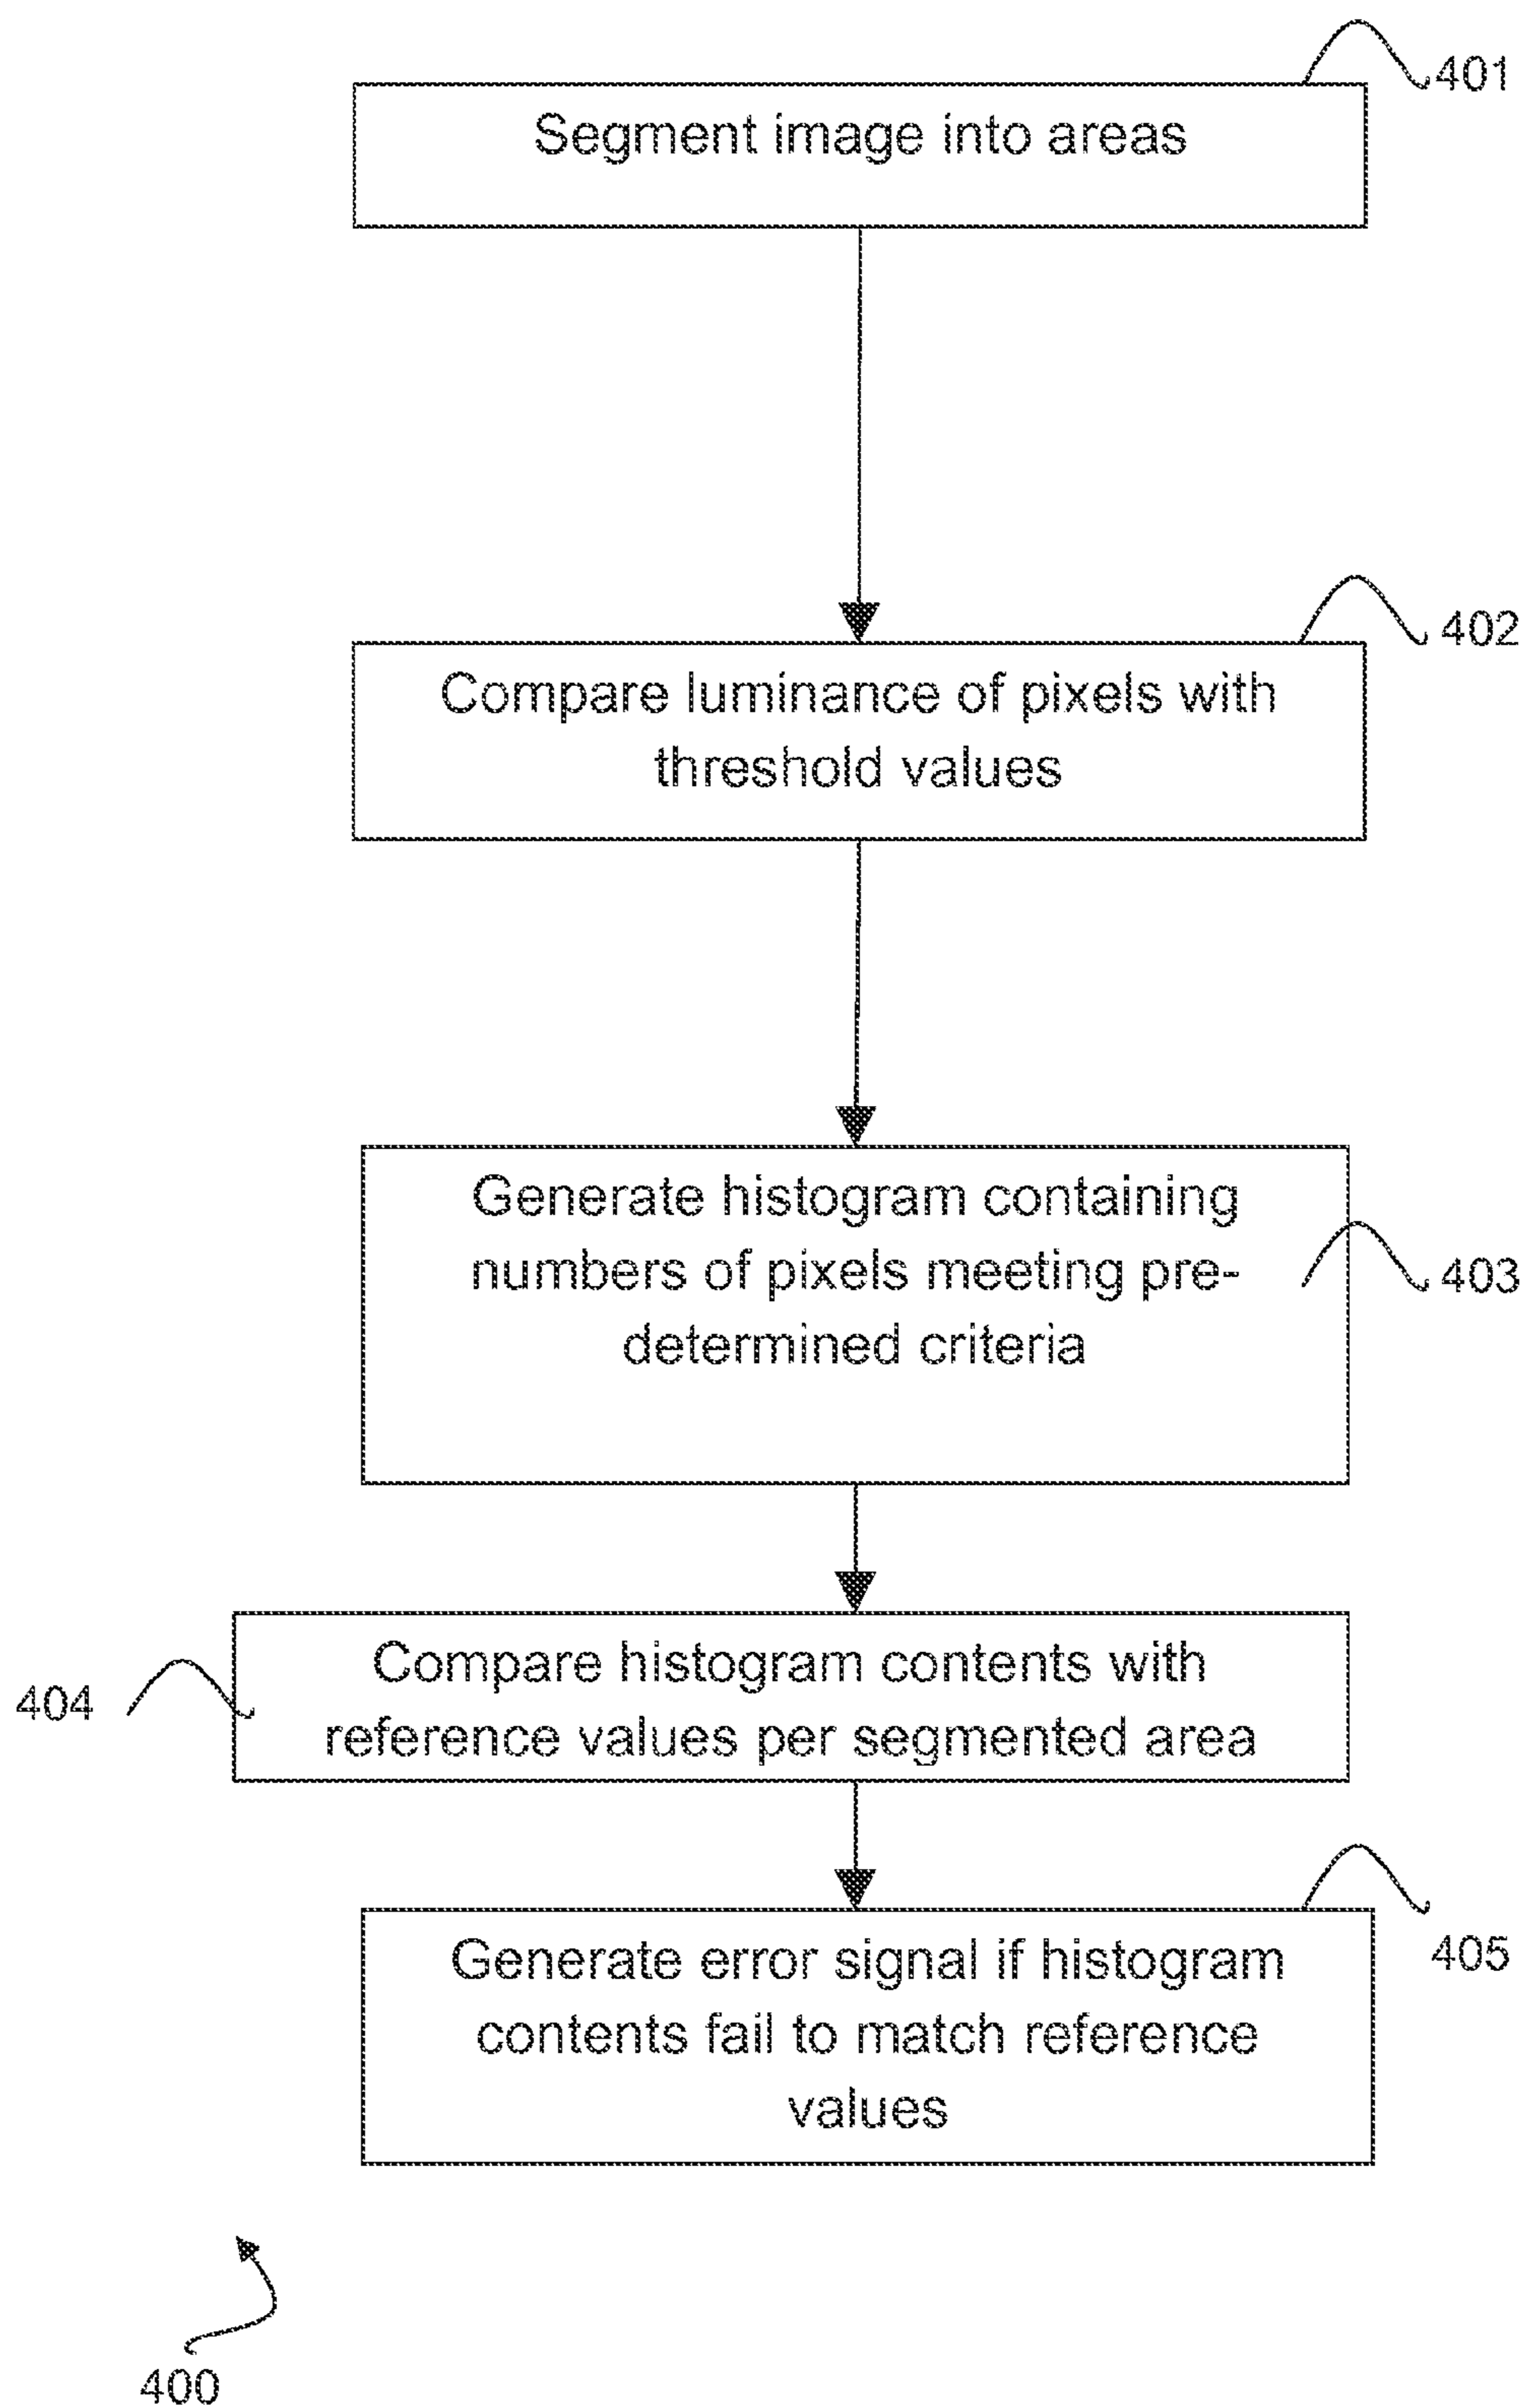 401
Segment image into areas
402
Compare luminance of pixels with
threshold values
Generate histogram containing
numbers of pixels meeting pre-
determined criteria
403
Compare histogram contents with
reference values per segmented area
404
405
Generate error signal if histogram
contents fail to match reference
values
400